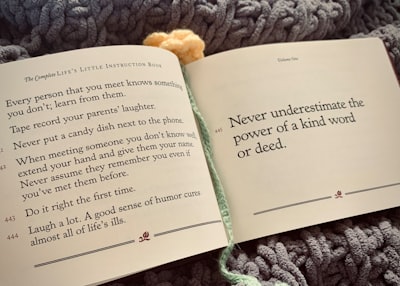 The Complete LIFE'S LITTLE INSTRUCTION BOOK
Every person that you meet knows something
you don't; learn from them.
Tape record your parents' laughter.
Never put a candy dish next to the phone.
When meeting someone you don't know well
extend your hand and give them your name.
Never assume they remember you even if
you've met them before.
443 Do it right the first time.
444 Laugh a lot. A good sense of humor cures
almost all of life's ills.
Volume One
445 Never underestimate the
power of a kind word
or deed.